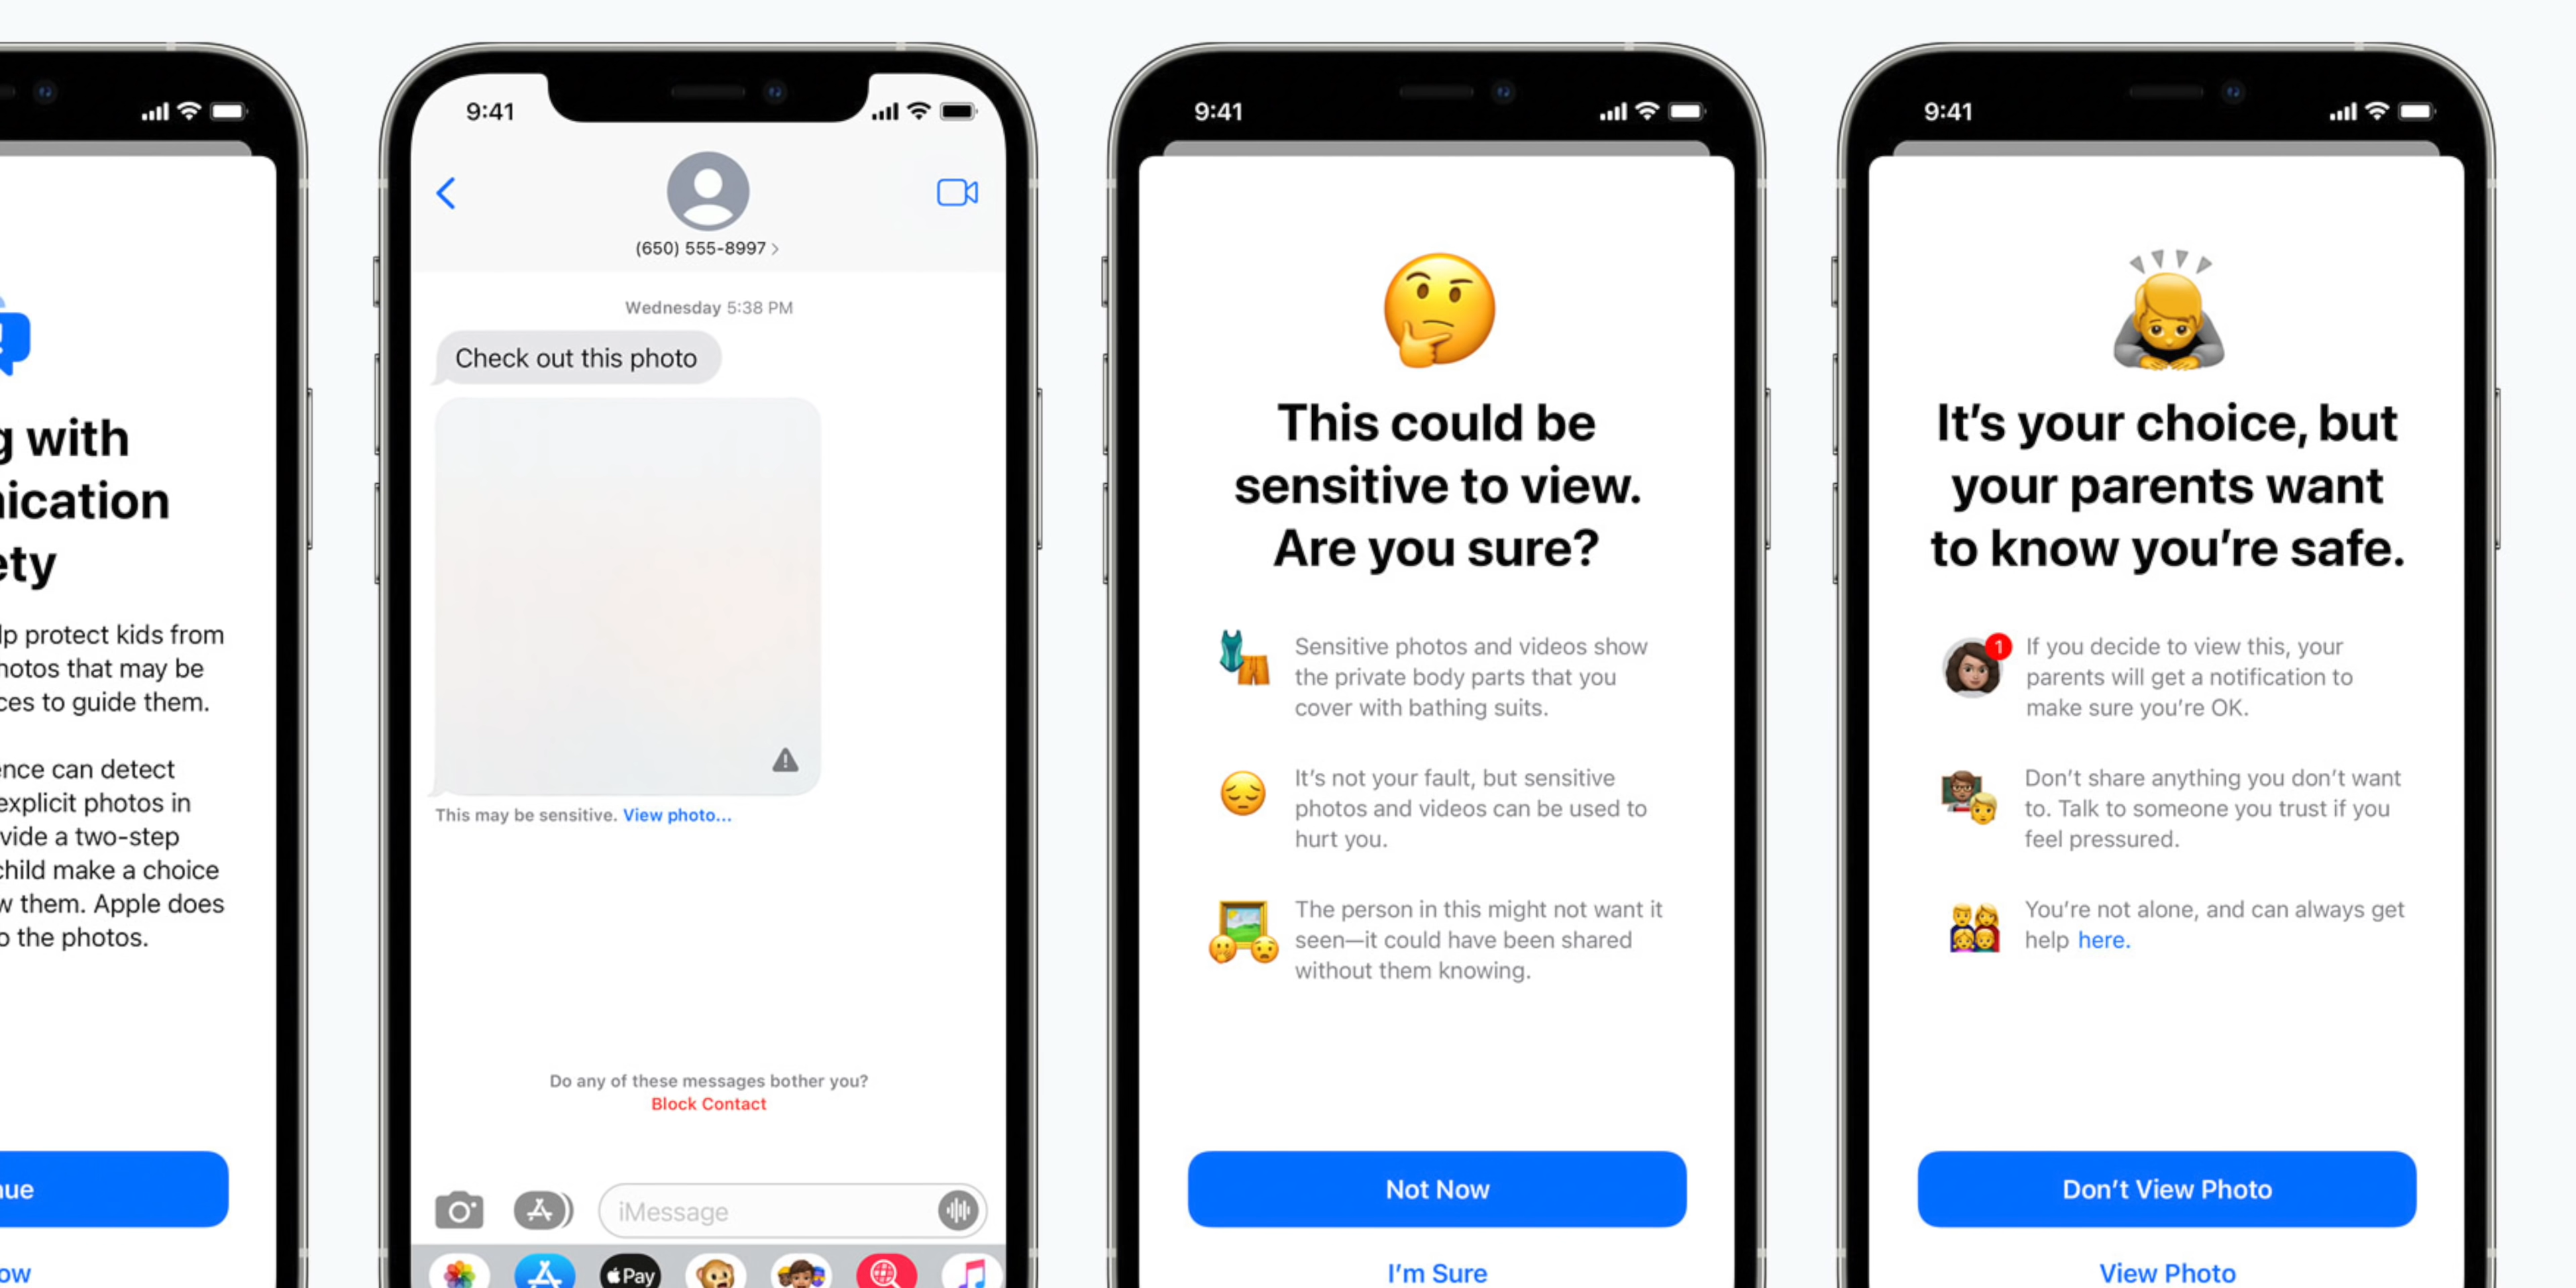 g with
nication
ety
lp protect kids from
hotos that may be
ces to guide them.
ence can detect
explicit photos in
vide a two-step
child make a choice
w them. Apple does
o the photos.
ue
ow
9:41
(650) 555-8997
Wednesday 5:38 PM
Check out this photo
This may be sensitive. View photo...
Do any of these messages bother you?
Block Contact
iMessage
Pay
9:41
This could be
sensitive to view.
Are you sure?
Sensitive photos and videos show
the private body parts that you
cover with bathing suits.
It's not your fault, but sensitive
photos and videos can be used to
hurt you.
The person in this might not want it
seen—it could have been shared
without them knowing.
Not Now
I'm Sure
9:41
It's your choice, but
your parents want
to know you're safe.
1
If you decide to view this, your
parents will get a notification to
make sure you're OK.
Don't share anything you don't want
to. Talk to someone you trust if you
feel pressured.
You're not alone, and can always get
help here.
Don't View Photo
View Photo